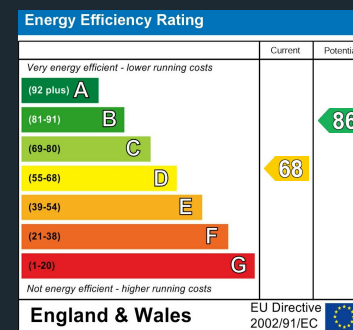 Energy Efficiency Rating
Current
Very energy efficient - lower running costs
(92 plus) A
(81-91) B
86
(69-80) C
(55-68) D
68
(39-54) E
(21-38) F
(1-20) G
Not energy efficient - higher running costs
England & Wales
EU Directive
2002/91/EC